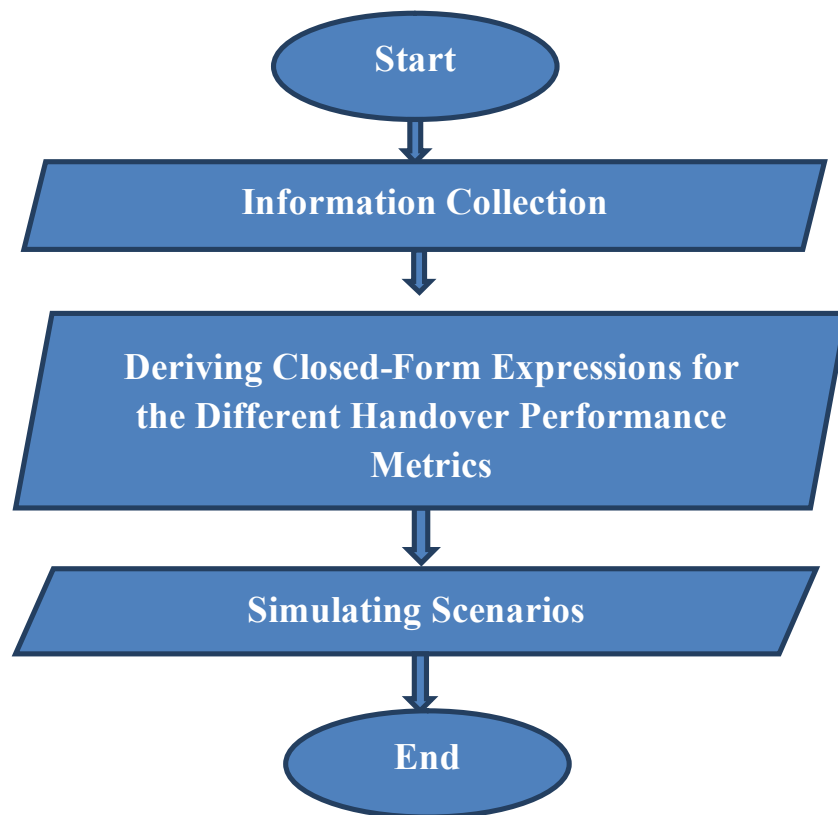 Start
Information Collection
Deriving Closed-Form Expressions for
the Different Handover Performance
Metrics
Simulating Scenarios
End